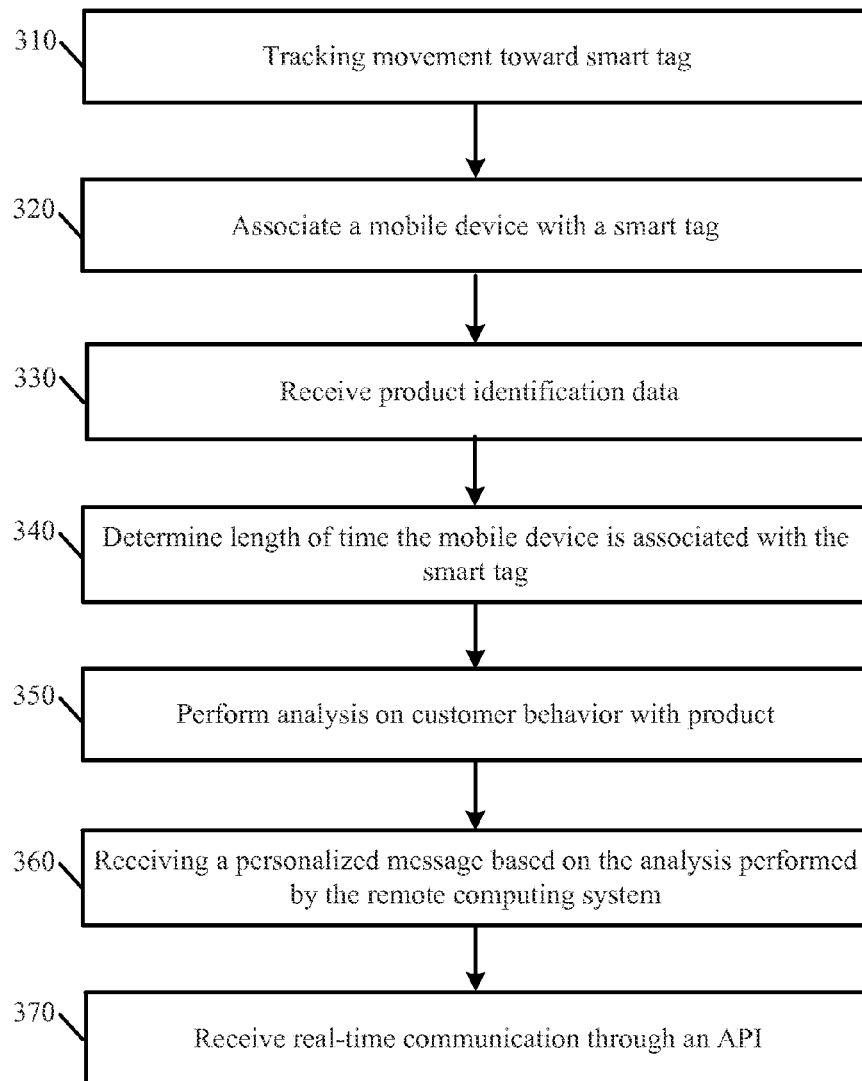 310
Tracking movement toward smart tag
320
Associate a mobile device with a smart tag
330
Receive product identification data
340
Determine length of time the mobile device is associated with the
smart tag
350
Perform analysis on customer behavior with product
360
Receiving a personalized message based on the analysis performed
by the remote computing system
370
Receive real-time communication through an API